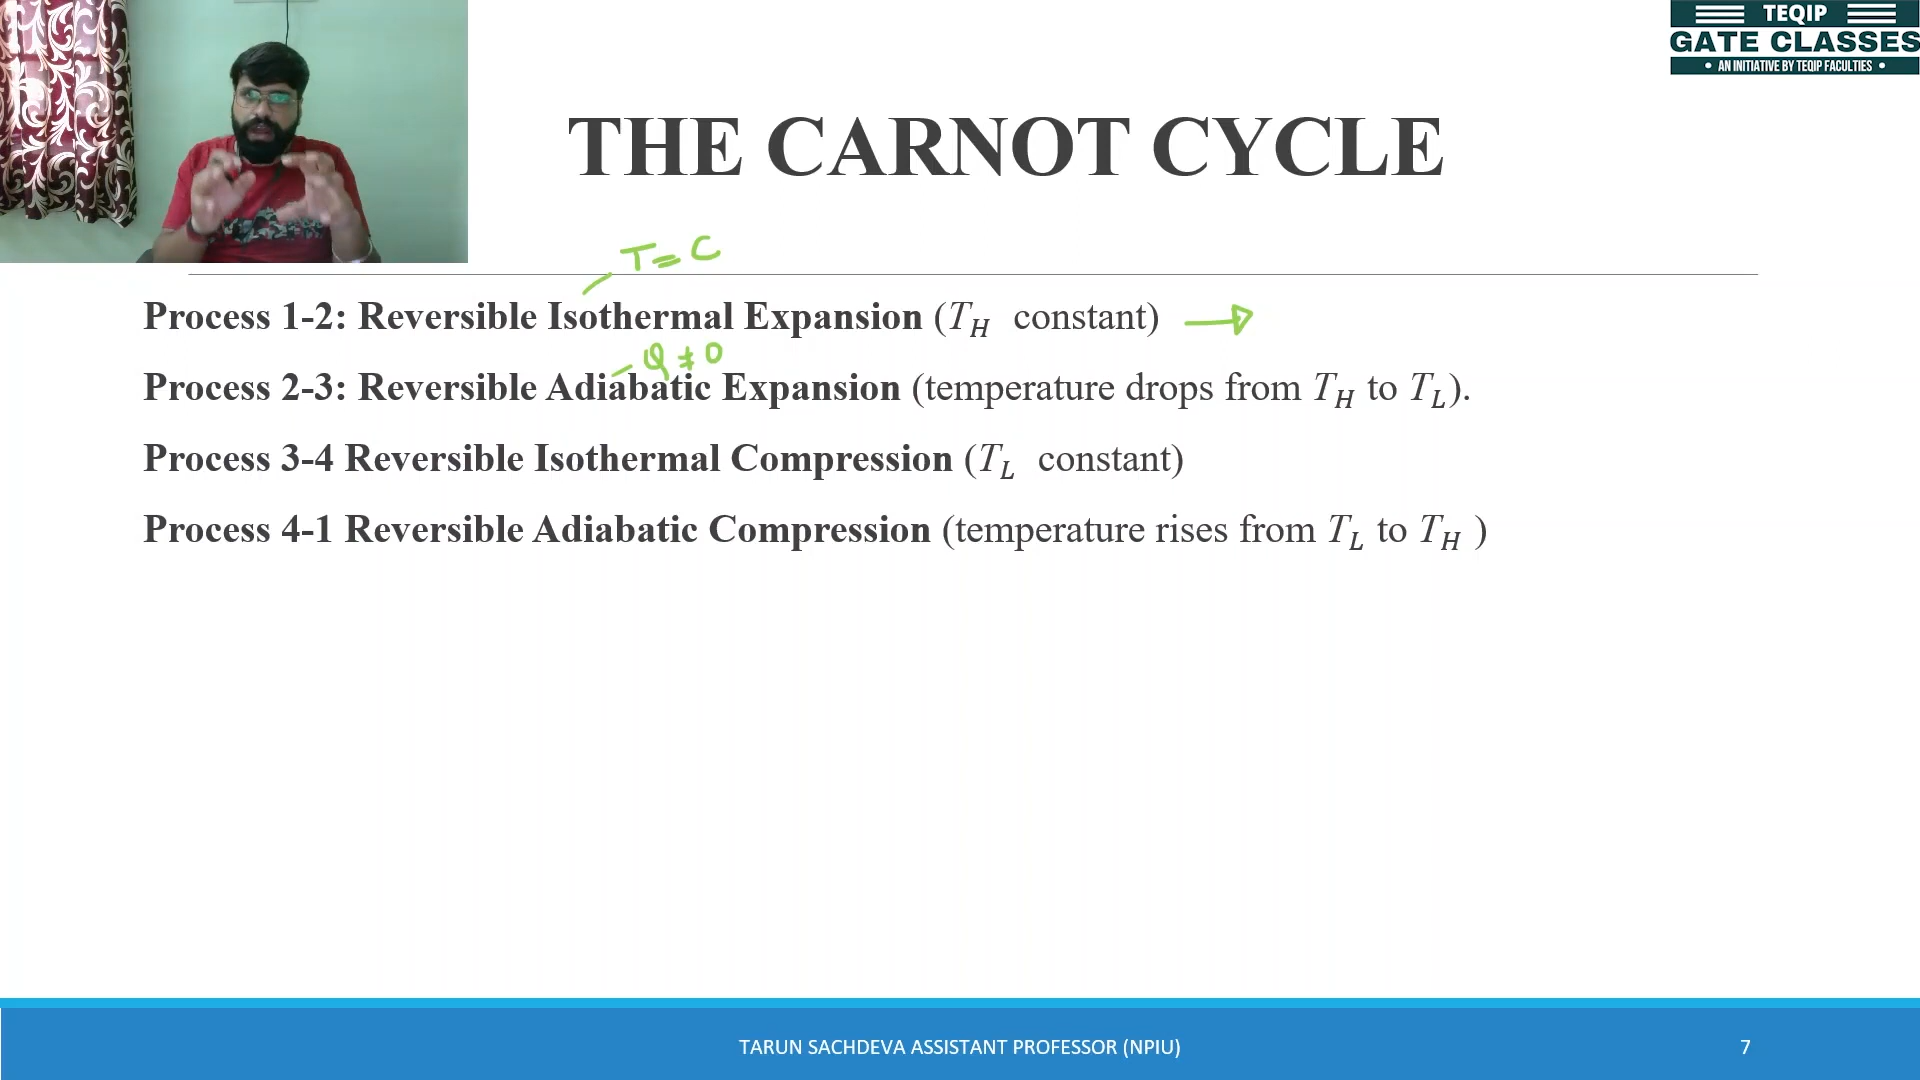 TEQIP
GATE CLASSES
• AN INITIATIVE BY TEQIP FACULTIES •
THE CARNOT CYCLE
T = C
Process 1-2: Reversible Isothermal Expansion (T_H constant)
Q ≠ 0
Process 2-3: Reversible Adiabatic Expansion (temperature drops from T_H to T_L).
Process 3-4 Reversible Isothermal Compression (T_L constant)
Process 4-1 Reversible Adiabatic Compression (temperature rises from T_L to T_H )
TARUN SACHDEVA ASSISTANT PROFESSOR (NPIU)
7